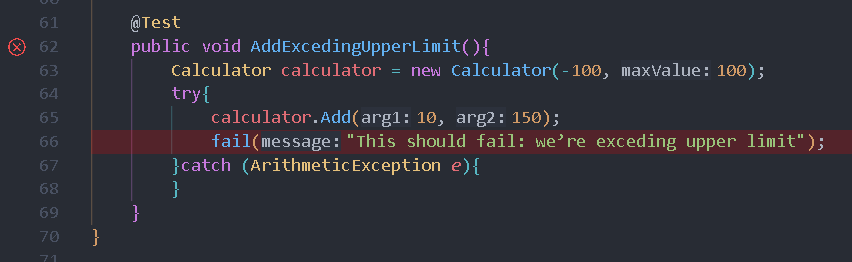 61 @Test
62 public void AddExcedingUpperLimit(){
63 Calculator calculator = new Calculator(-100, maxValue: 100);
64 try{
65 calculator.Add(arg1: 10, arg2: 150);
66 fail(message: "This should fail: we’re exceding upper limit");
67 }catch (ArithmeticException e){
68 }
69 }
70 }
71